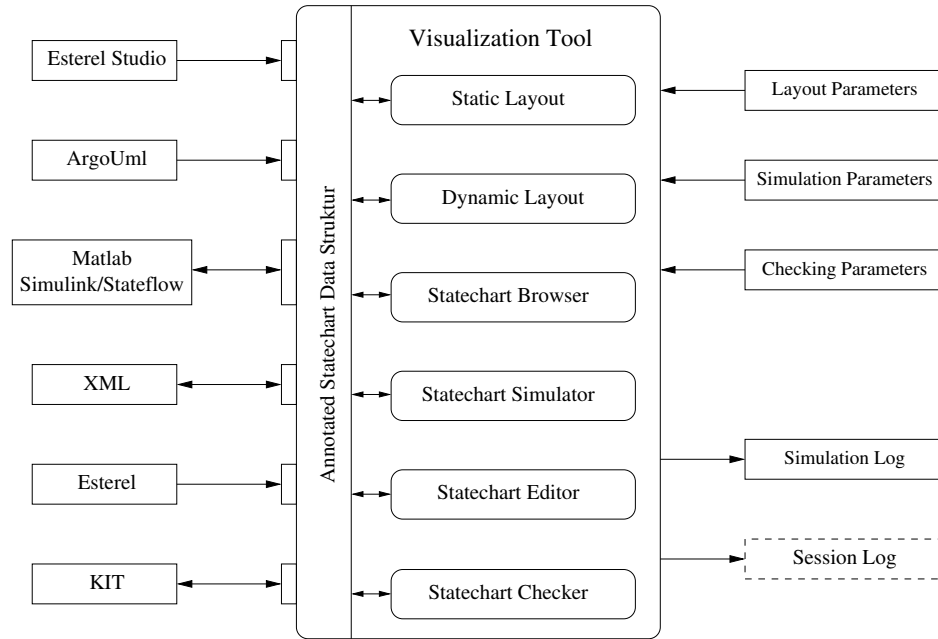 Visualization Tool
Esterel Studio
ArgoUml
Matlab
Simulink/Stateflow
XML
Esterel
KIT
Annotated Statechart Data Struktur
Static Layout
Dynamic Layout
Statechart Browser
Statechart Simulator
Statechart Editor
Statechart Checker
Layout Parameters
Simulation Parameters
Checking Parameters
Simulation Log
Session Log